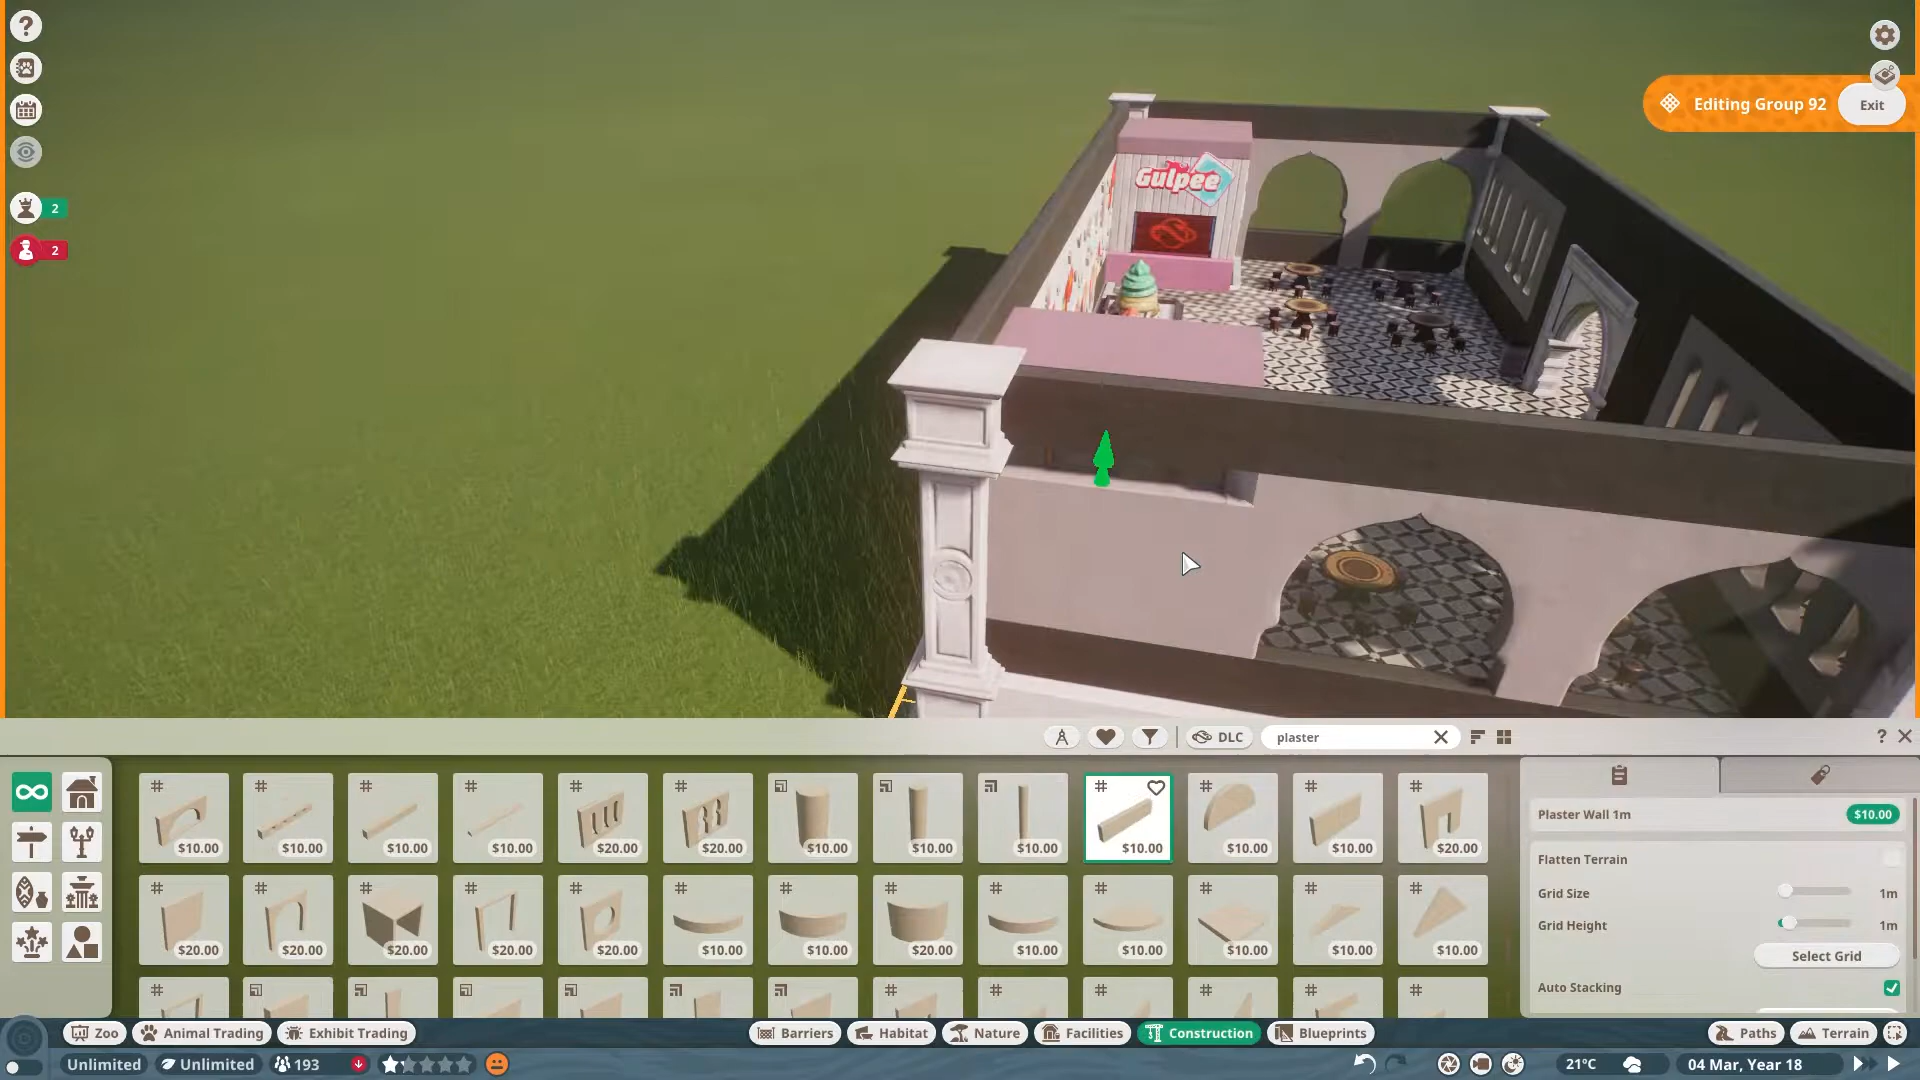 ?
Editing Group 92
Exit
2
2
Gulpee
DLC
plaster
?
$10.00
$10.00
$10.00
$10.00
$20.00
$20.00
$10.00
$10.00
$10.00
$10.00
$10.00
$10.00
$20.00
$20.00
$20.00
$20.00
$20.00
$20.00
$10.00
$10.00
$20.00
$10.00
$10.00
$10.00
$10.00
$10.00
Plaster Wall 1m
$10.00
Flatten Terrain
Grid Size
1m
Grid Height
1m
Select Grid
Auto Stacking
Zoo
Animal Trading
Exhibit Trading
Barriers
Habitat
Nature
Facilities
Construction
Blueprints
Paths
Terrain
Unlimited
Unlimited
193
21°C
04 Mar, Year 18